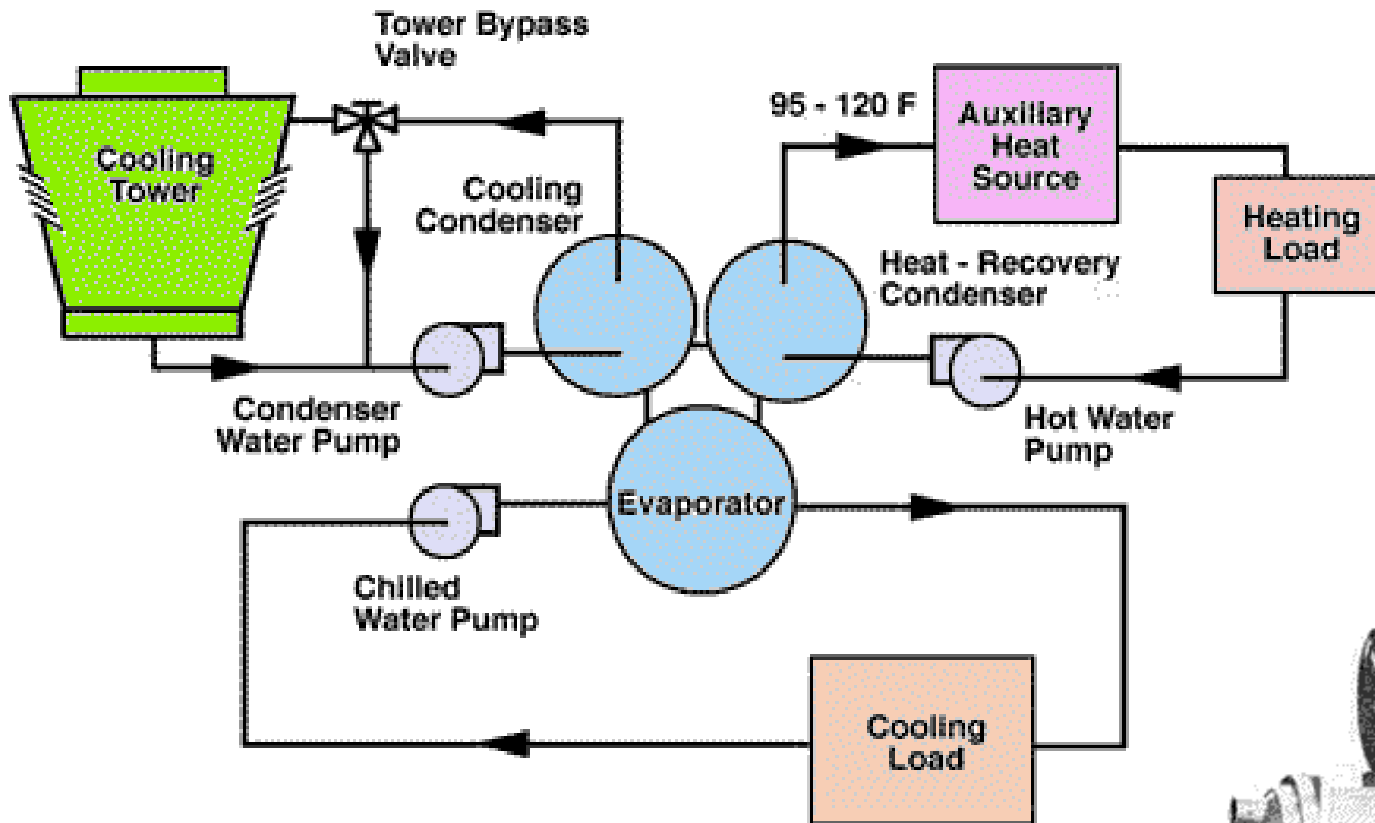 Tower Bypass
Valve
95 - 120 F
Auxiliary
Heat
Source
Cooling
Tower
Cooling
Condenser
Heating
Load
Heat - Recovery
Condenser
Condenser
Water Pump
Hot Water
Pump
Evaporator
Chilled
Water Pump
Cooling
Load